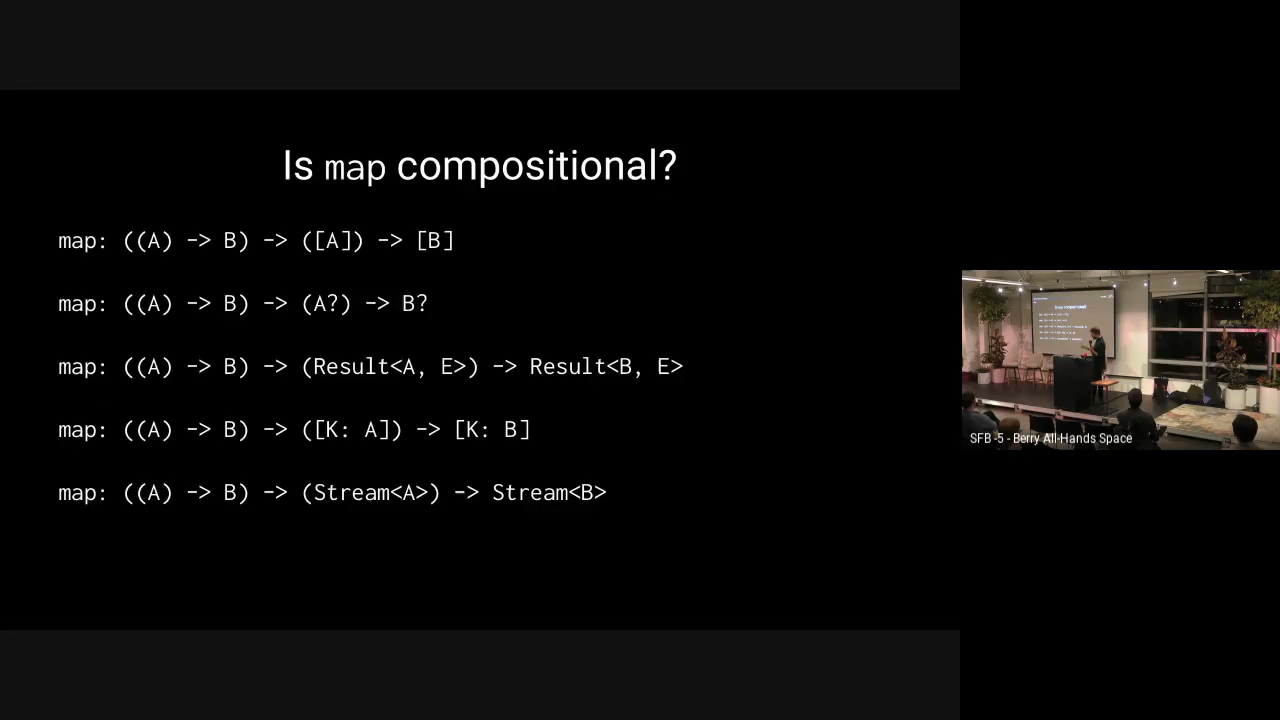 Is map compositional?
map: ((A) -> B) -> ([A]) -> [B]
map: ((A) -> B) -> (A?) -> B?
map: ((A) -> B) -> (Result<A, E>) -> Result<B, E>
map: ((A) -> B) -> ([K: A]) -> [K: B]
map: ((A) -> B) -> (Stream<A>) -> Stream<B>
SFB -5 - Berry All-Hands Space